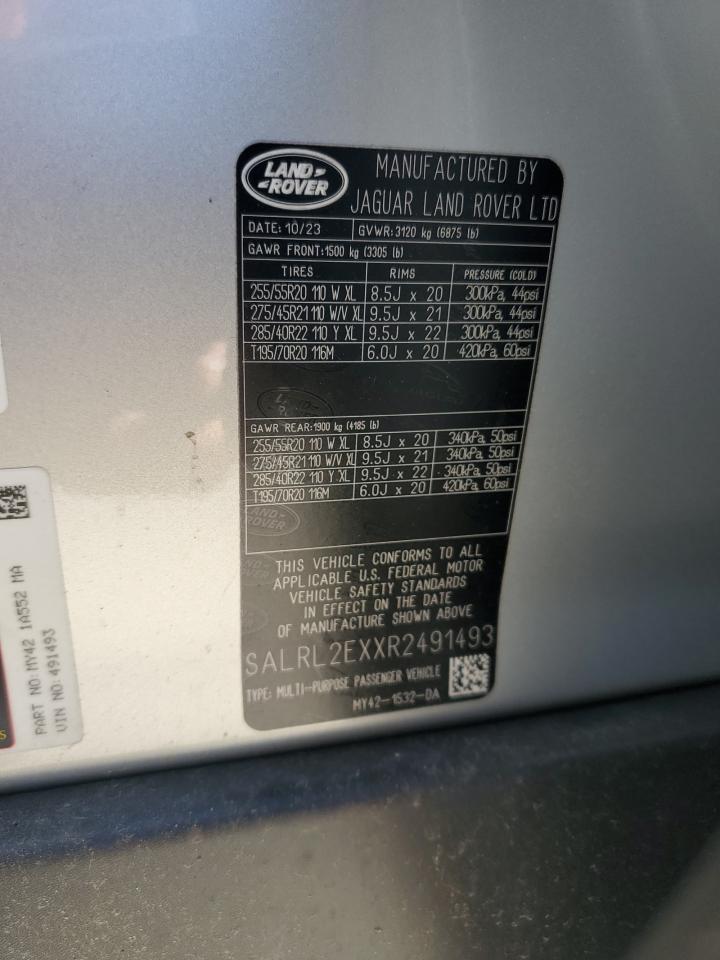 LAND-
-ROVER
MANUFACTURED BY
JAGUAR LAND ROVER LTD
DATE: 10/23 GVWR: 3120 kg (6875 lb)
GAWR FRONT: 1500 kg (3305 lb)
TIRES RIMS PRESSURE (COLD)
255/55R20 110 W XL 8.5J x 20 300kPa, 44psi
275/45R21 110 W/V XL 9.5J x 21 300kPa, 44psi
285/40R22 110 Y XL 9.5J x 22 300kPa, 44psi
T195/70R20 116M 6.0J x 20 420kPa, 60psi
GAWR REAR: 1900 kg (4185 lb)
255/55R20 110 W XL 8.5J x 20 340kPa, 50psi
275/45R21 110 W/V XL 9.5J x 21 340kPa, 50psi
285/40R22 110 Y XL 9.5J x 22 340kPa, 50psi
T195/70R20 116M 6.0J x 20 420kPa, 60psi
THIS VEHICLE CONFORMS TO ALL
APPLICABLE U.S. FEDERAL MOTOR
VEHICLE SAFETY STANDARDS
IN EFFECT ON THE DATE
OF MANUFACTURE SHOWN ABOVE
SALRL2EXXR2491493
TYPE: MULTI-PURPOSE PASSENGER VEHICLE
MY42-1532-DA
PART NO: MY42 1A552 MA
VIN NO: 491493